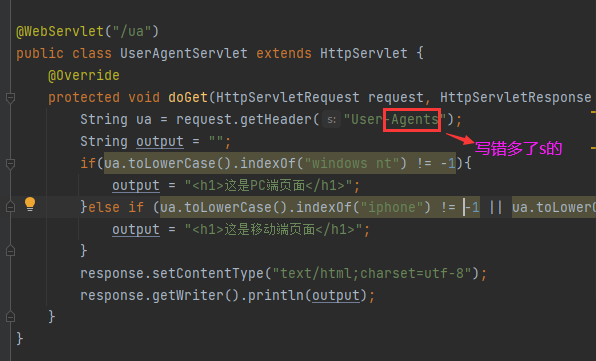 @WebServlet("/ua")
public class UserAgentServlet extends HttpServlet {
@Override
protected void doGet(HttpServletRequest request, HttpServletResponse
String ua = request.getHeader( s: "User-Agents");
String output = "";
写错多了s的
if(ua.toLowerCase().indexOf("windows nt") != -1){
output = "<h1>这是PC端页面</h1>";
}else if (ua.toLowerCase().indexOf("iphone") != -1 || ua.toLowerC
output = "<h1>这是移动端页面</h1>";
}
response.setContentType("text/html;charset=utf-8");
response.getWriter().println(output);
}
}